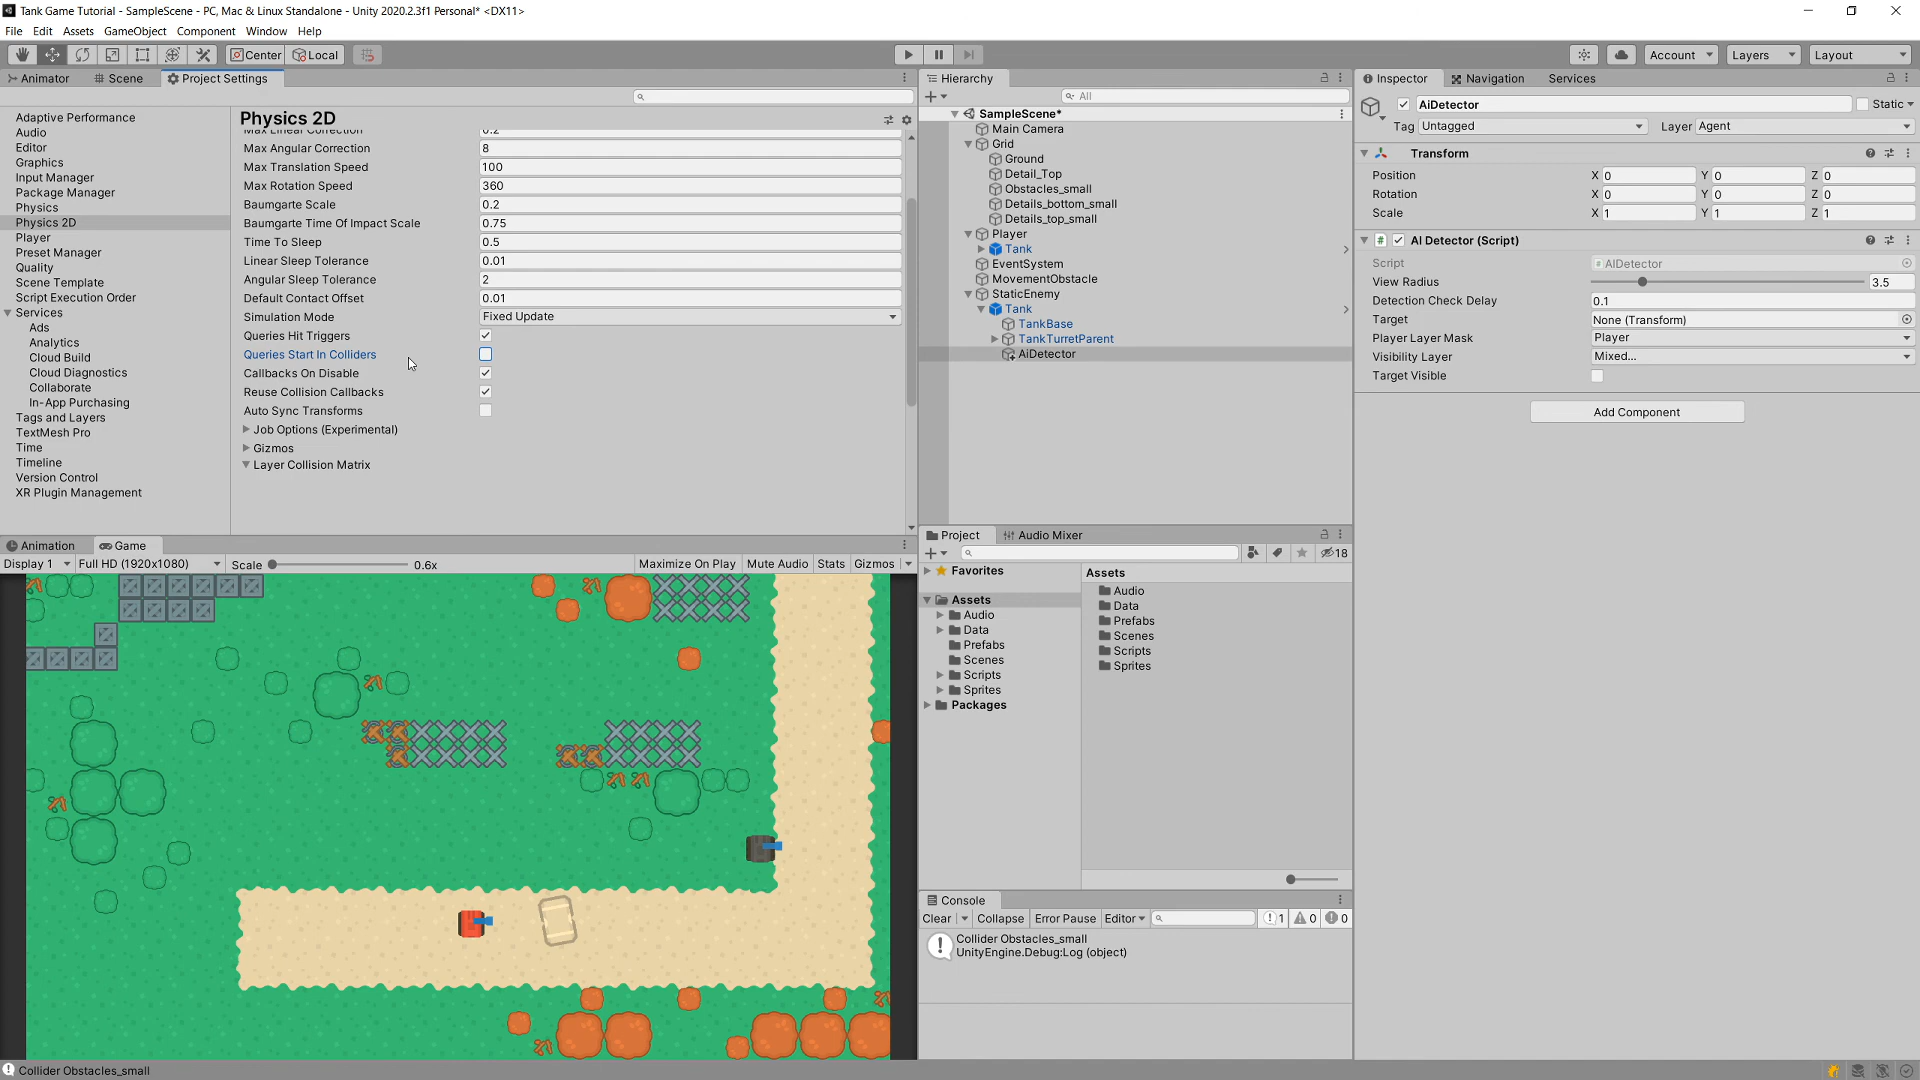 Tank Game Tutorial - SampleScene - PC, Mac & Linux Standalone - Unity 2020.2.3f1 Personal* <DX11>
File Edit Assets GameObject Component Window Help
Center Local Account Layers Layout
Animator Scene Project Settings
Adaptive Performance
Audio
Editor
Graphics
Input Manager
Package Manager
Physics
Physics 2D
Player
Preset Manager
Quality
Scene Template
Script Execution Order
Services
Ads
Analytics
Cloud Build
Cloud Diagnostics
Collaborate
In-App Purchasing
Tags and Layers
TextMesh Pro
Time
Timeline
Version Control
XR Plugin Management
Physics 2D
Max Linear Correction 0.2
Max Angular Correction 8
Max Translation Speed 100
Max Rotation Speed 360
Baumgarte Scale 0.2
Baumgarte Time Of Impact Scale 0.75
Time To Sleep 0.5
Linear Sleep Tolerance 0.01
Angular Sleep Tolerance 2
Default Contact Offset 0.01
Simulation Mode Fixed Update
Queries Hit Triggers
Queries Start In Colliders
Callbacks On Disable
Reuse Collision Callbacks
Auto Sync Transforms
Job Options (Experimental)
Gizmos
Layer Collision Matrix
Animation Game
Display 1 Full HD (1920x1080) Scale 0.6x Maximize On Play Mute Audio Stats Gizmos
Hierarchy
All
SampleScene*
Main Camera
Grid
Ground
Detail_Top
Obstacles_small
Details_bottom_small
Details_top_small
Player
Tank
EventSystem
MovementObstacle
StaticEnemy
Tank
TankBase
TankTurretParent
AiDetector
Project Audio Mixer
18
Favorites
Assets
Audio
Data
Prefabs
Scenes
Scripts
Sprites
Packages
Assets
Audio
Data
Prefabs
Scenes
Scripts
Sprites
Console
Clear Collapse Error Pause Editor 1 0 0
Collider Obstacles_small
UnityEngine.Debug:Log (object)
Inspector Navigation Services
AiDetector Static
Tag Untagged Layer Agent
Transform
Position X 0 Y 0 Z 0
Rotation X 0 Y 0 Z 0
Scale X 1 Y 1 Z 1
# AI Detector (Script)
Script # AIDetector
View Radius 3.5
Detection Check Delay 0.1
Target None (Transform)
Player Layer Mask Player
Visibility Layer Mixed...
Target Visible
Add Component
Collider Obstacles_small